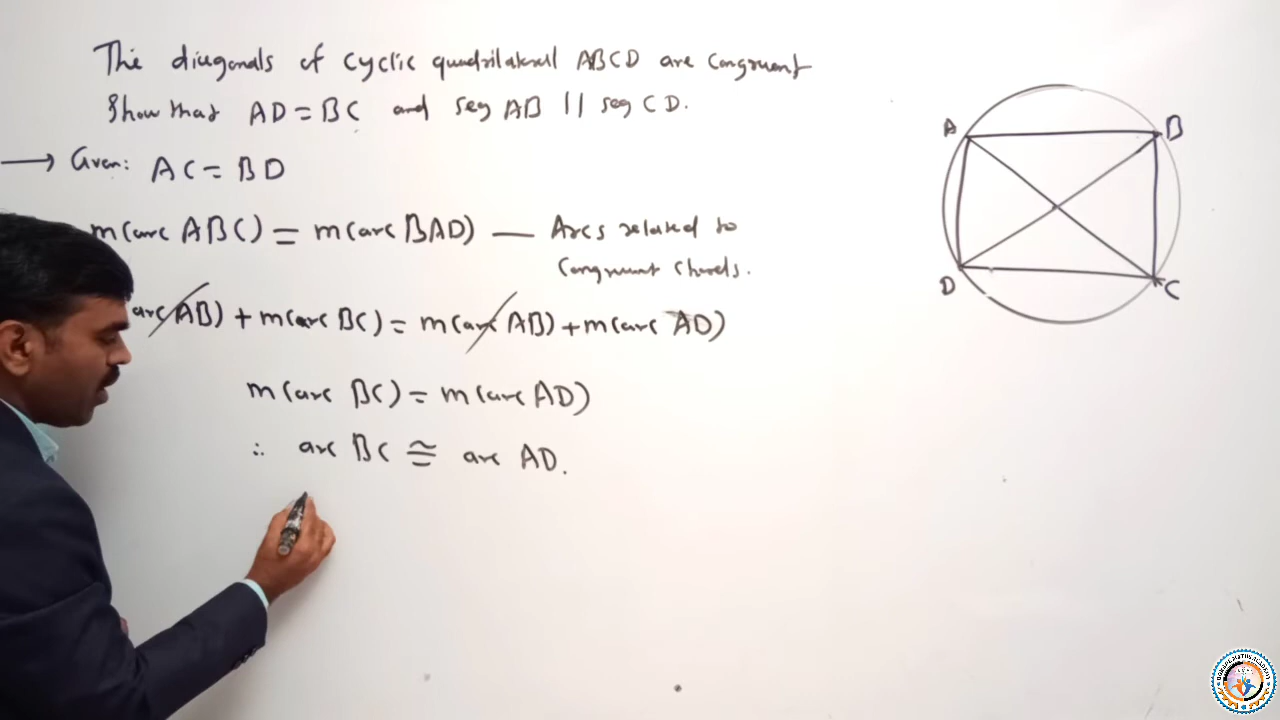 The diagonals of cyclic quadrilateral ABCD are congruent
Show that AD = BC and seg AB || seg CD.
→ Given: AC = BD
m(arc ABC) = m(arc BAD) — Arcs related to
congruent chords.
arc AB) + m(arc BC) = m(arc AB) + m(arc AD)
m(arc BC) = m(arc AD)
∴ arc BC ≅ arc AD.
A
B
D
C